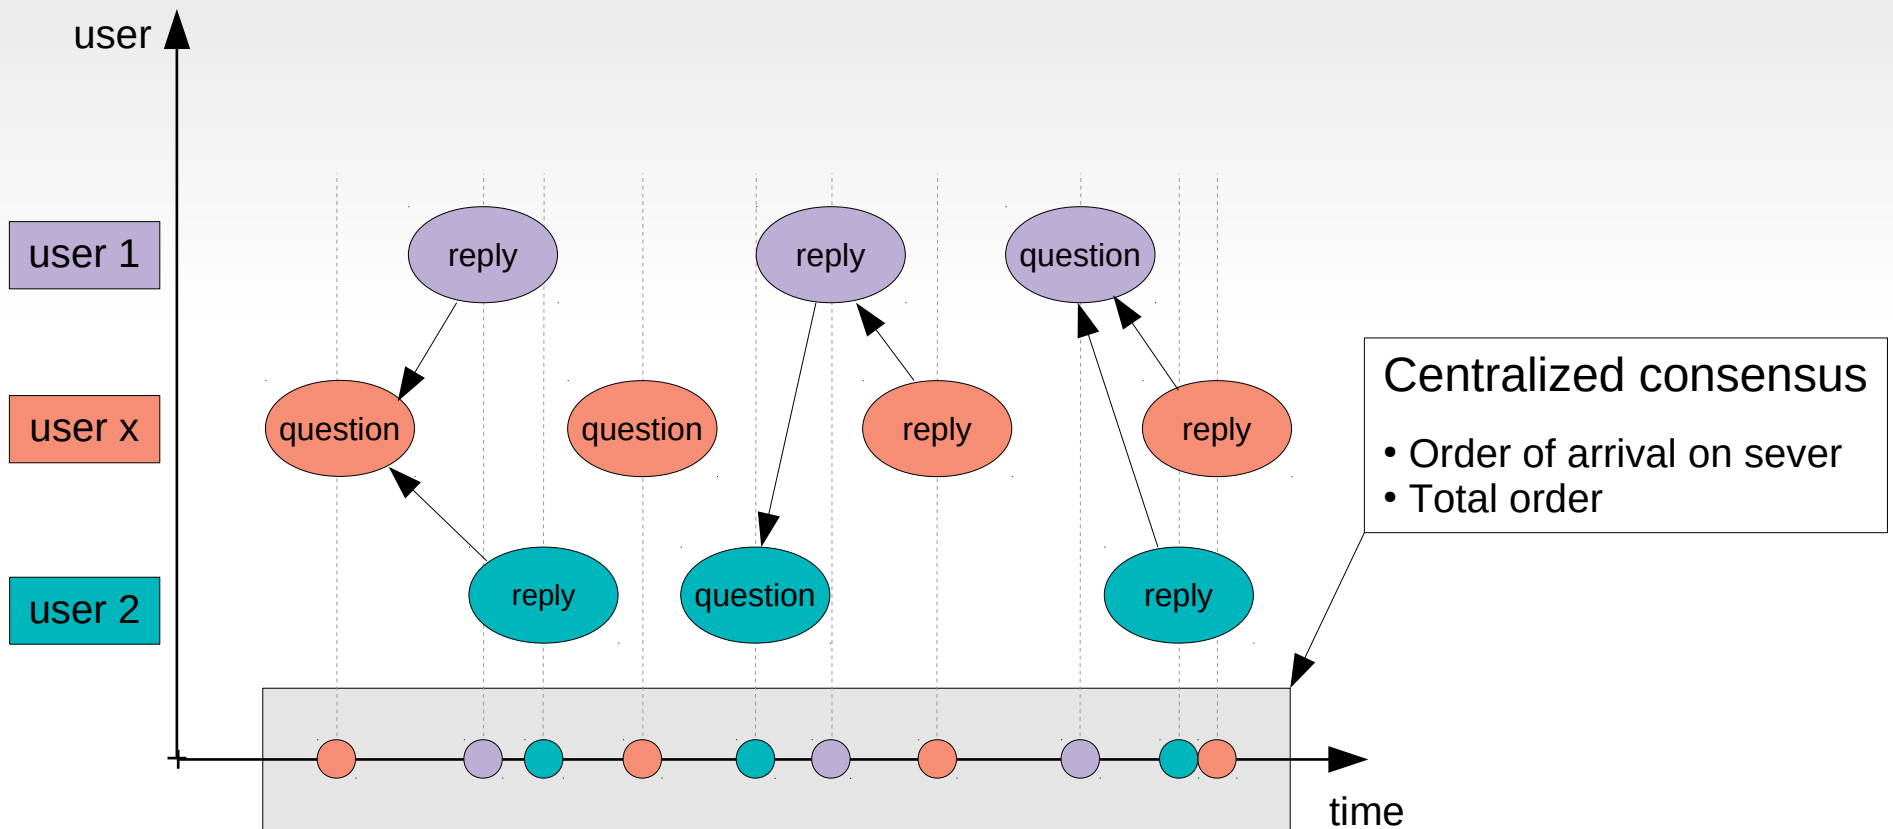 user
user 1
reply
reply
question
Centralized consensus
• Order of arrival on sever
• Total order
user x
question
question
reply
reply
user 2
reply
question
reply
time